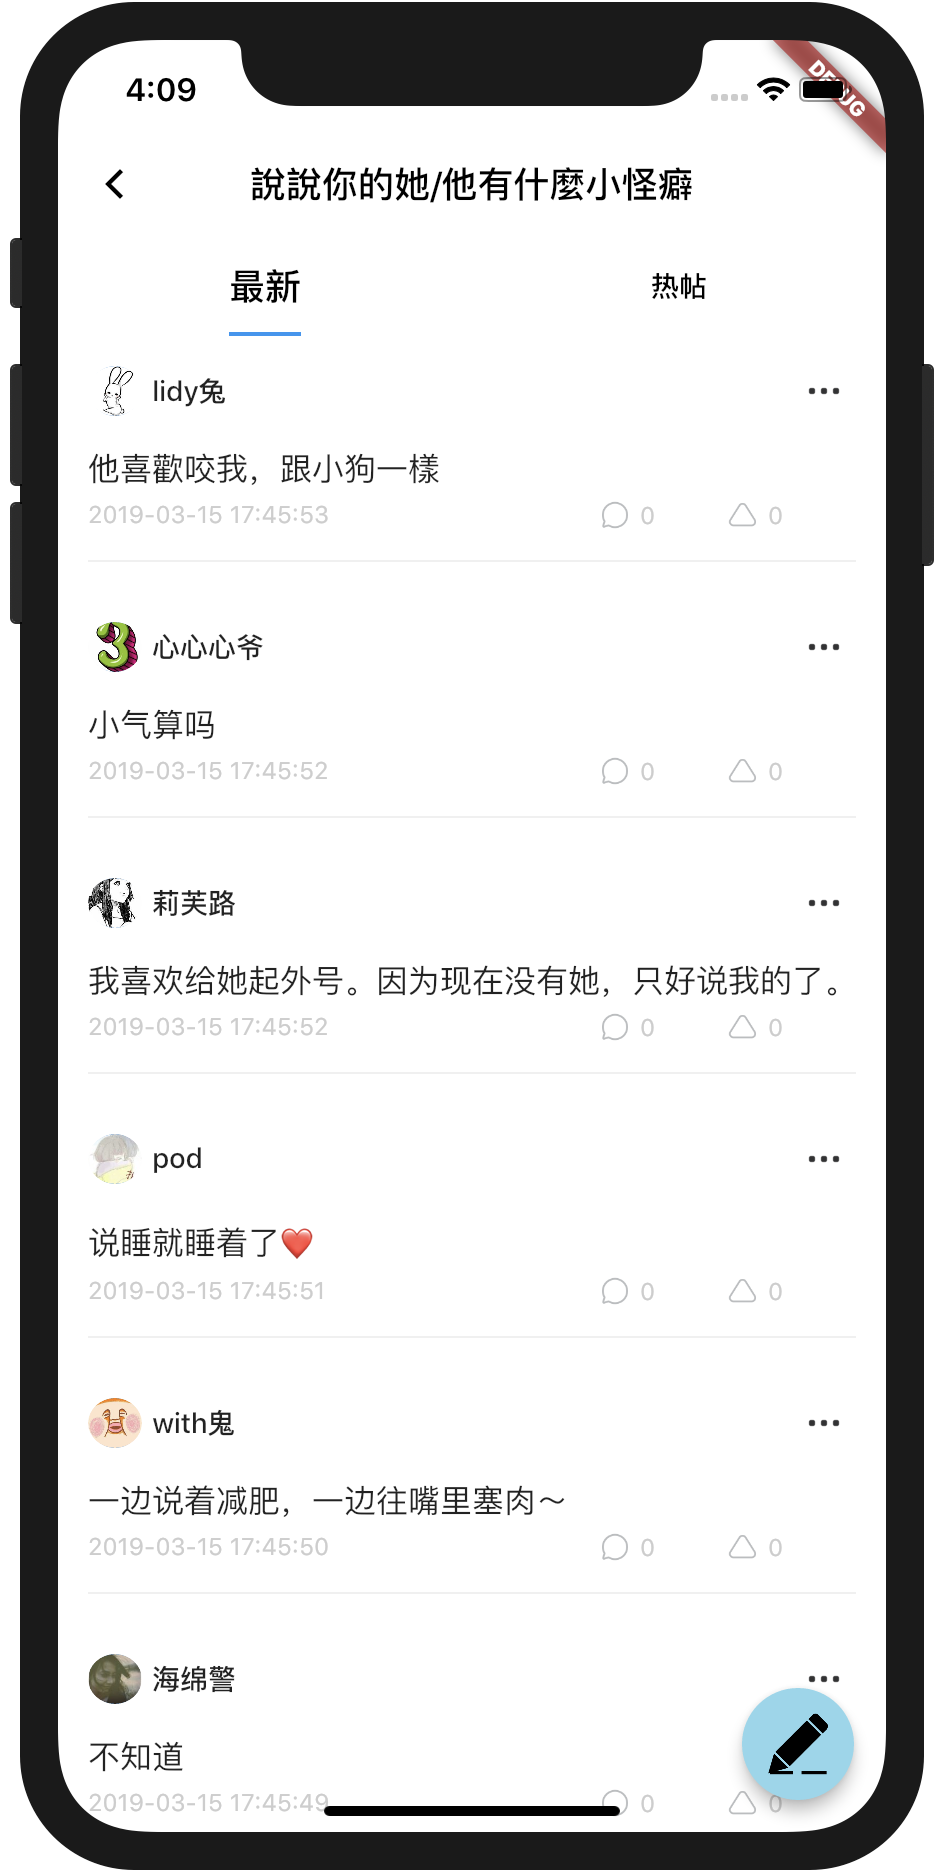 4:09
DEBUG
說說你的她/他有什麼小怪癖
最新
热帖
lidy兔
他喜歡咬我，跟小狗一樣
2019-03-15 17:45:53 0 0
心心心爷
小气算吗
2019-03-15 17:45:52 0 0
莉芙路
我喜欢给她起外号。因为现在没有她，只好说我的了。
2019-03-15 17:45:52 0 0
pod
说睡就睡着了❤️
2019-03-15 17:45:51 0 0
with鬼
一边说着减肥，一边往嘴里塞肉～
2019-03-15 17:45:50 0 0
海绵警
不知道
2019-03-15 17:45:49 0 0